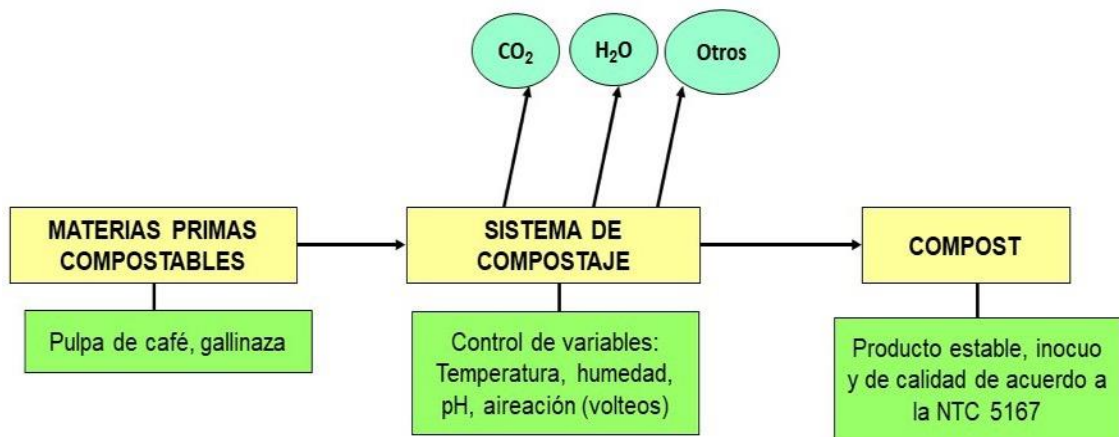 CO₂
H₂O
Otros
MATERIAS PRIMAS
COMPOSTABLES
SISTEMA DE
COMPOSTAJE
COMPOST
Pulpa de café, gallinaza
Control de variables:
Temperatura, humedad,
pH, aireación (volteos)
Producto estable, inocuo
y de calidad de acuerdo a
la NTC 5167